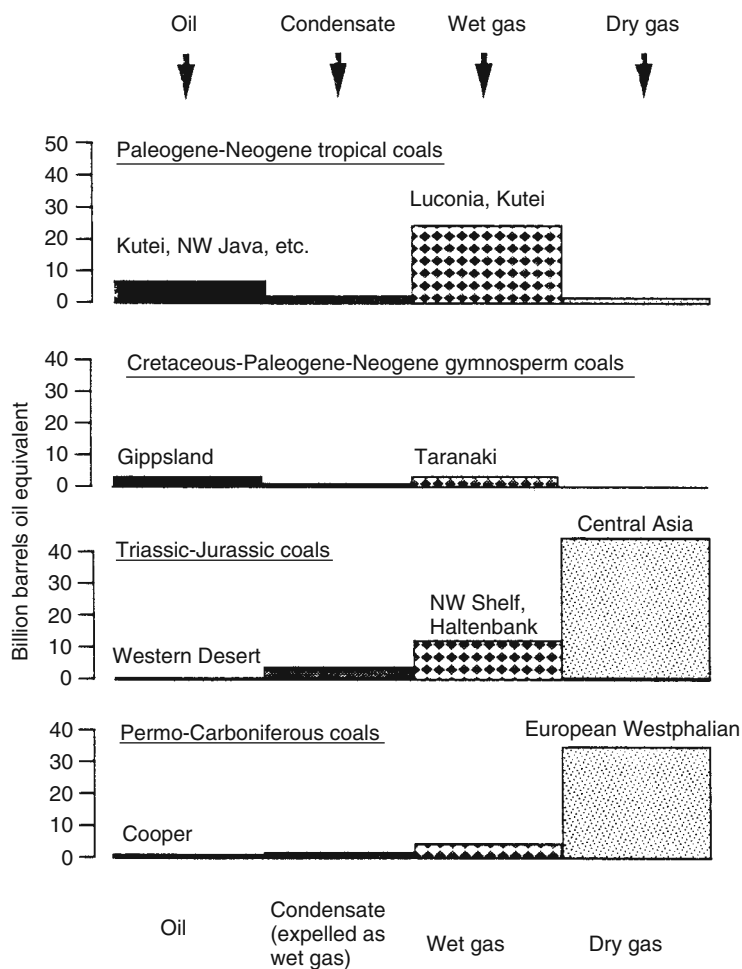 Oil Condensate Wet gas Dry gas
50
40
30
20
10
0
Paleogene-Neogene tropical coals
Luconia, Kutei
Kutei, NW Java, etc.
40
30
20
10
0
Cretaceous-Paleogene-Neogene gymnosperm coals
Gippsland
Taranaki
Billion barrels oil equivalent
40
30
20
10
0
Triassic-Jurassic coals
Central Asia
NW Shelf,
Haltenbank
Western Desert
40
30
20
10
0
Permo-Carboniferous coals
European Westphalian
Cooper
Oil
Condensate
(expelled as
wet gas)
Wet gas
Dry gas